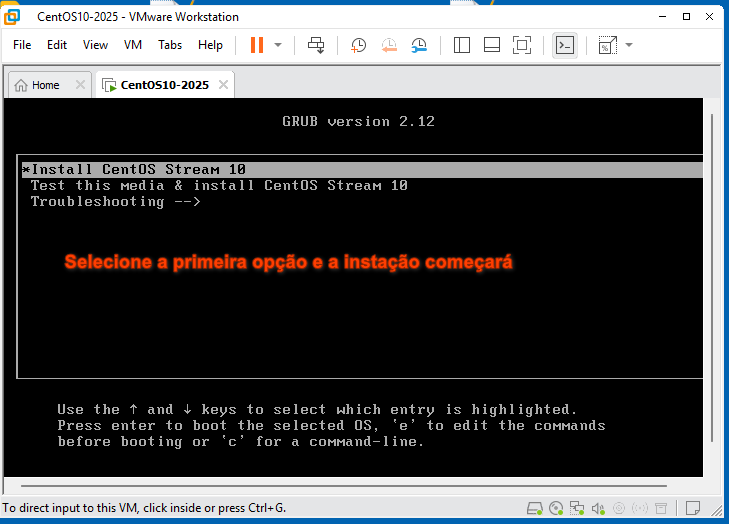 CentOS10-2025 - VMware Workstation
File Edit View VM Tabs Help
Home CentOS10-2025
GRUB version 2.12
*Install CentOS Stream 10
Test this media & install CentOS Stream 10
Troubleshooting -->
Selecione a primeira opção e a instação começará
Use the ↑ and ↓ keys to select which entry is highlighted.
Press enter to boot the selected OS, `e' to edit the commands
before booting or `c' for a command-line.
To direct input to this VM, click inside or press Ctrl+G.